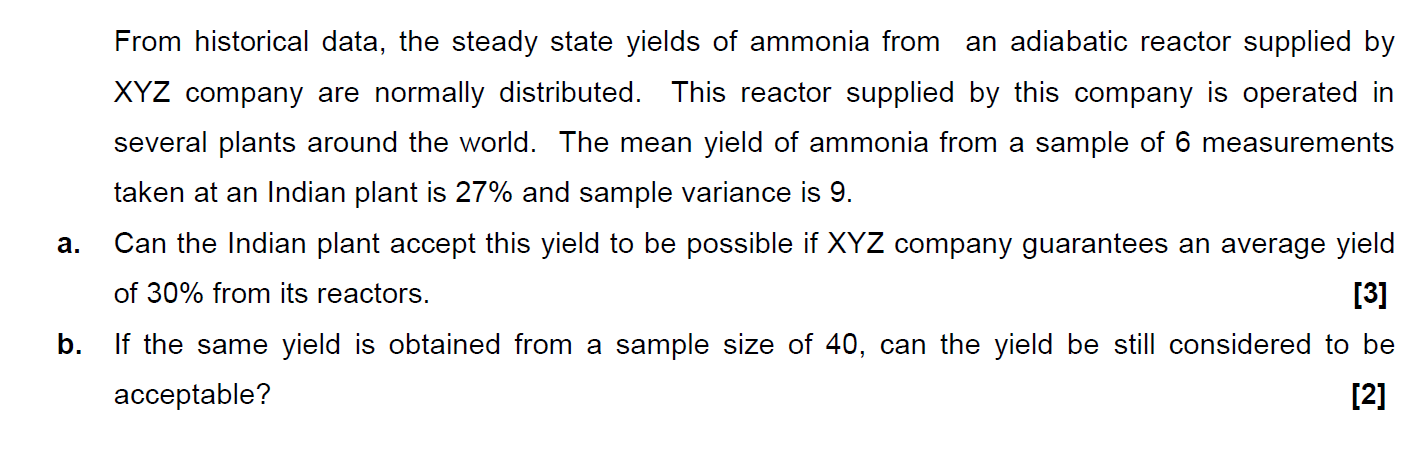 From historical data, the steady state yields of ammonia from an adiabatic reactor supplied by
XYZ company are normally distributed. This reactor supplied by this company is operated in
several plants around the world. The mean yield of ammonia from a sample of 6 measurements
taken at an Indian plant is 27% and sample variance is 9.
a. Can the Indian plant accept this yield to be possible if XYZ company guarantees an average yield
of 30% from its reactors. [3]
b. If the same yield is obtained from a sample size of 40, can the yield be still considered to be
acceptable? [2]